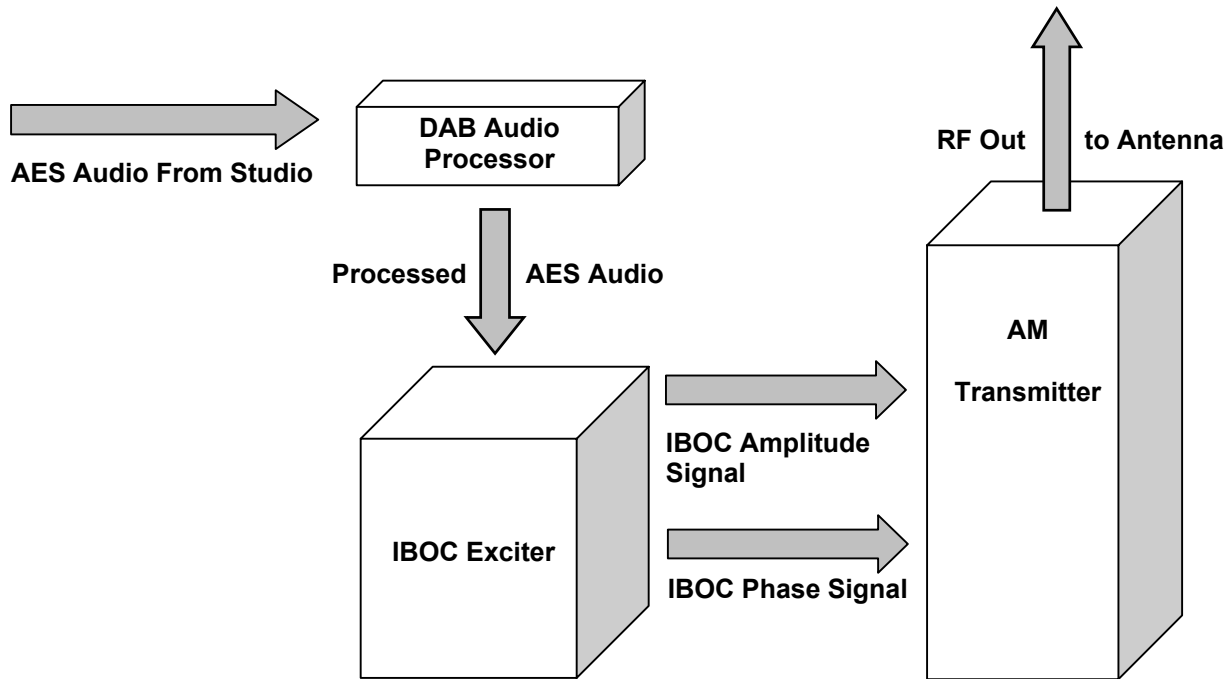 AES Audio From Studio
DAB Audio
Processor
Processed AES Audio
IBOC Exciter
IBOC Amplitude
Signal
IBOC Phase Signal
AM
Transmitter
RF Out to Antenna